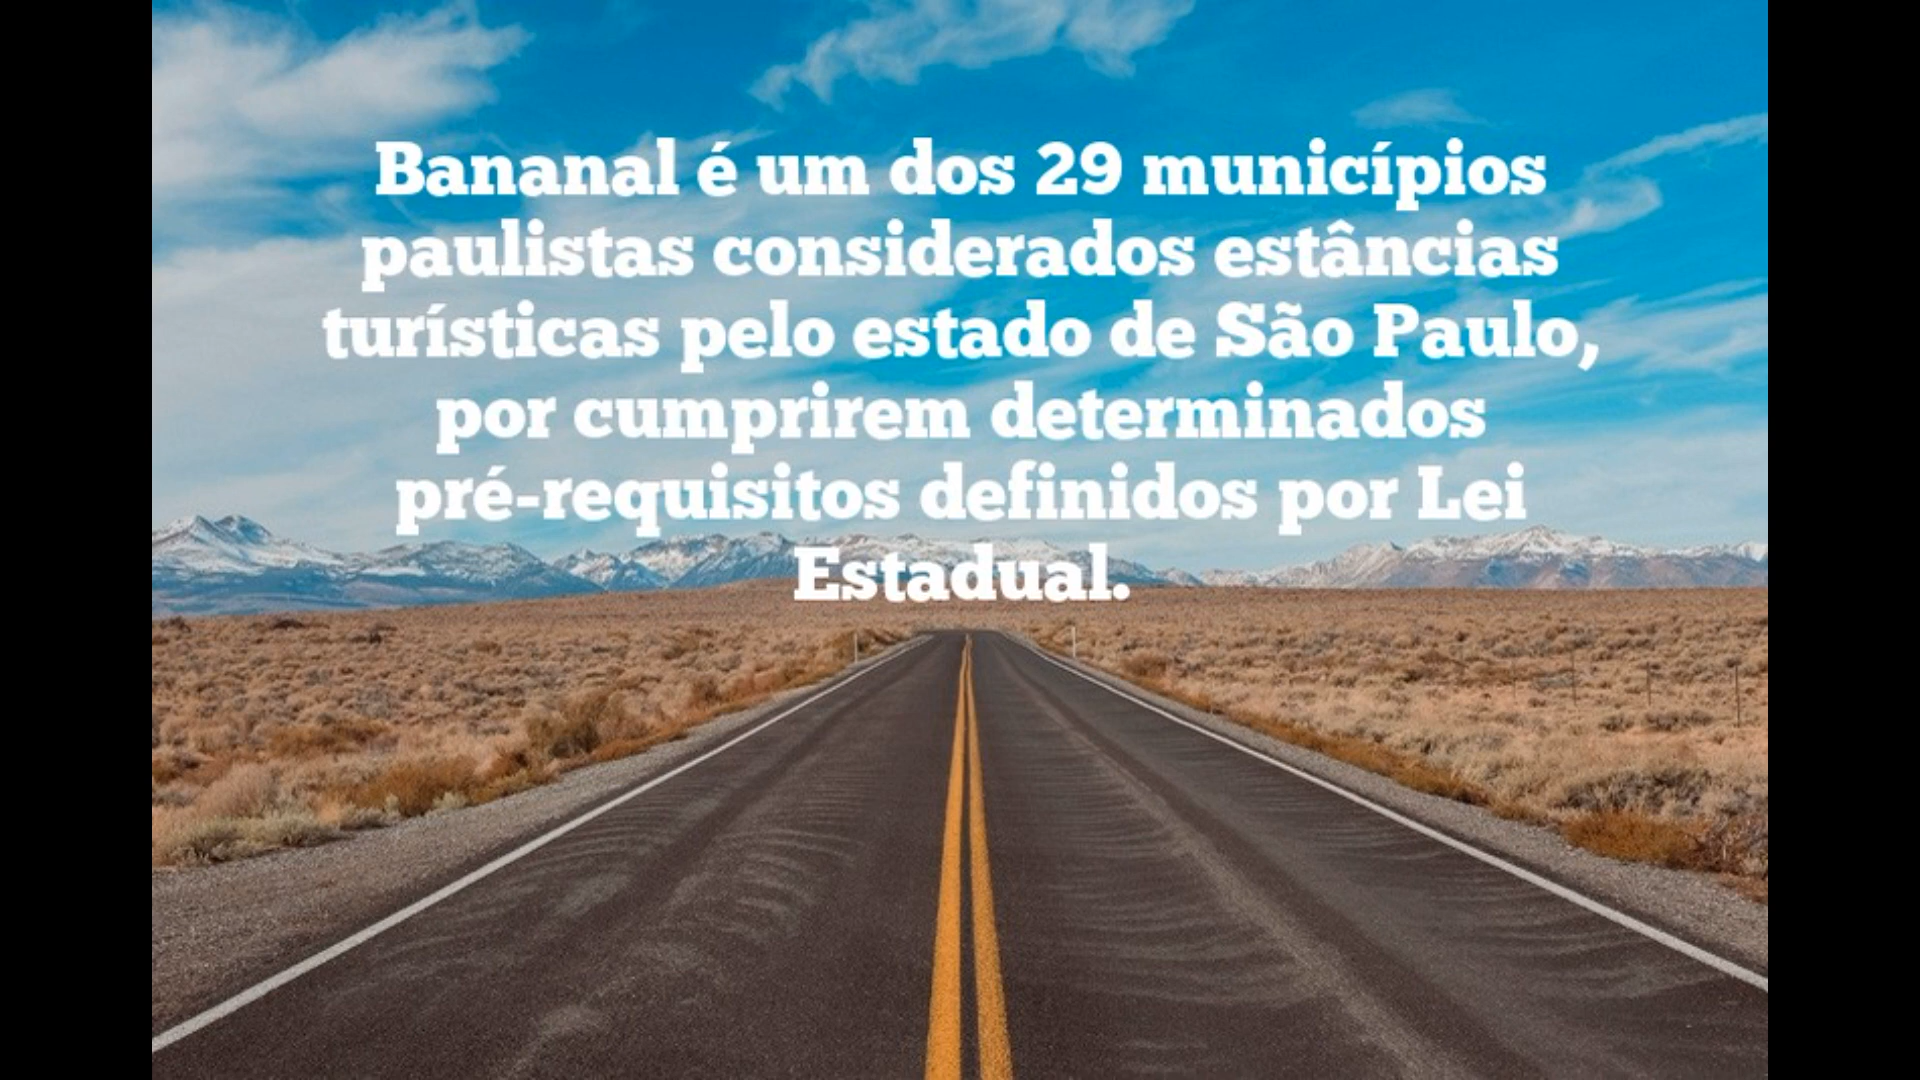 Bananal é um dos 29 municípios
paulistas considerados estâncias
turísticas pelo estado de São Paulo,
por cumprirem determinados
pré-requisitos definidos por Lei
Estadual.